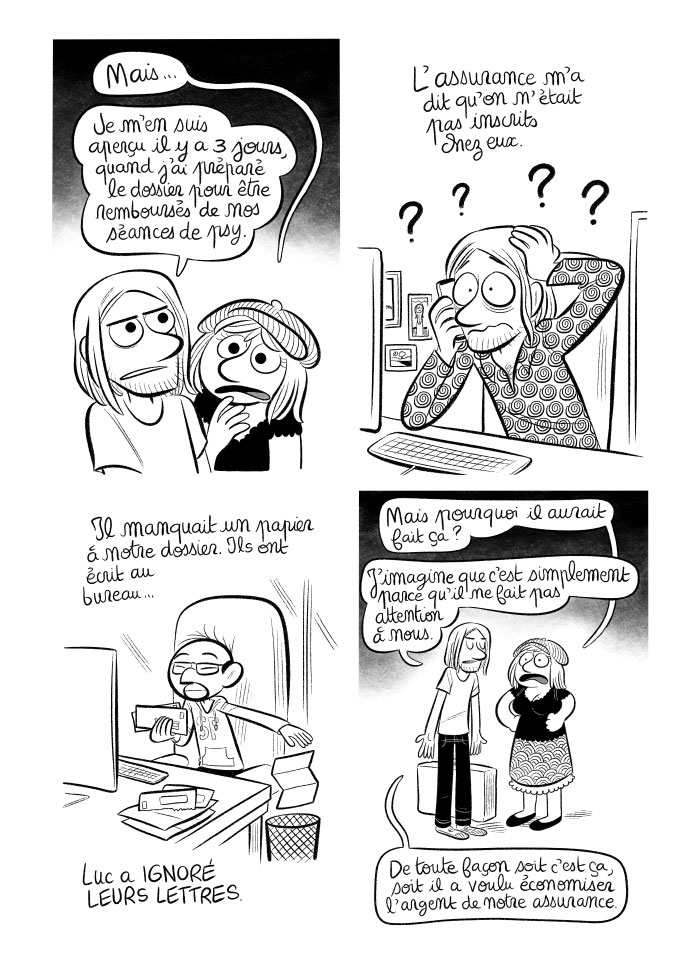 Mais...
Je m'en suis
aperçu il y a 3 jours,
quand j'ai préparé
le dossier pour être
remboursés de nos
séances de psy.
L'assurance m'a
dit qu'on n'était
pas inscrits
chez eux.
? ? ? ?
Il manquait un papier
à notre dossier. Ils ont
écrit au
bureau...
Luc a IGNORÉ
LEURS LETTRES.
Mais pourquoi il aurait
fait ça ?
J'imagine que c'est simplement
parce qu'il ne fait pas
attention
à nous.
De toute façon soit c'est ça,
soit il a voulu économiser
l'argent de notre assurance.